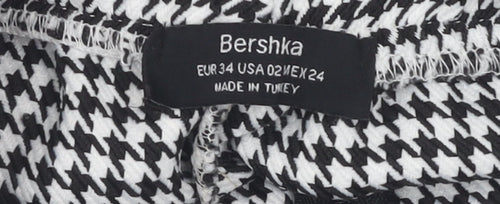 Bershka
EUR 34 USA 02 MEX 24
MADE IN TURKEY